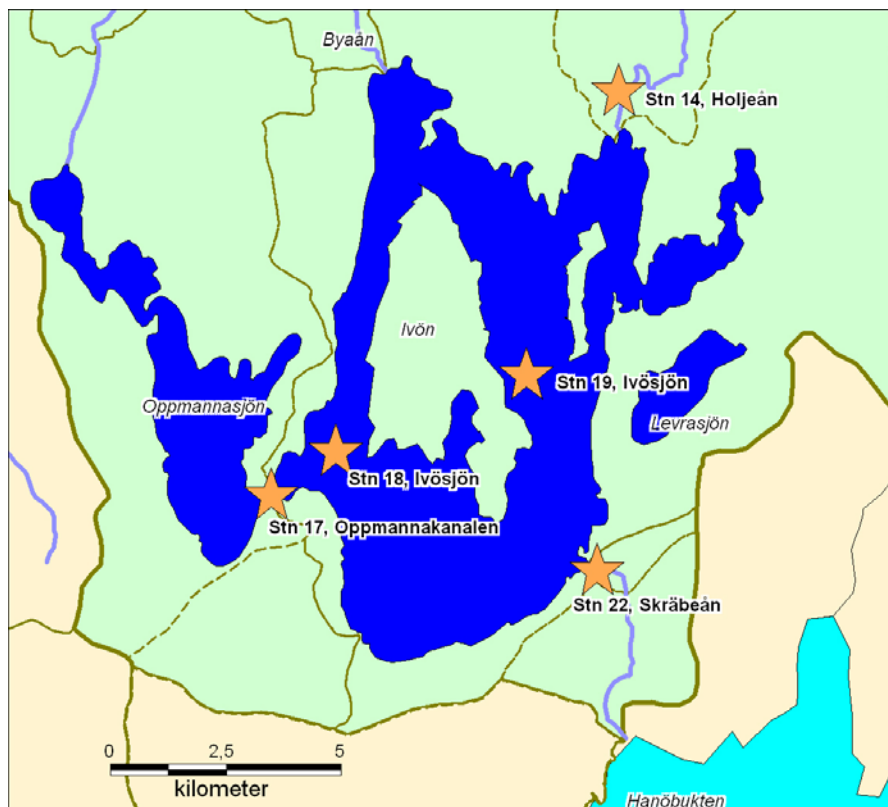 Byaån
Stn 14, Holjeån
Ivön
Stn 19, Ivösjön
Oppmannasjön
Levrasjön
Stn 18, Ivösjön
Stn 17, Oppmannakanalen
Stn 22, Skräbeån
0 2,5 5
kilometer
Hanöbukten